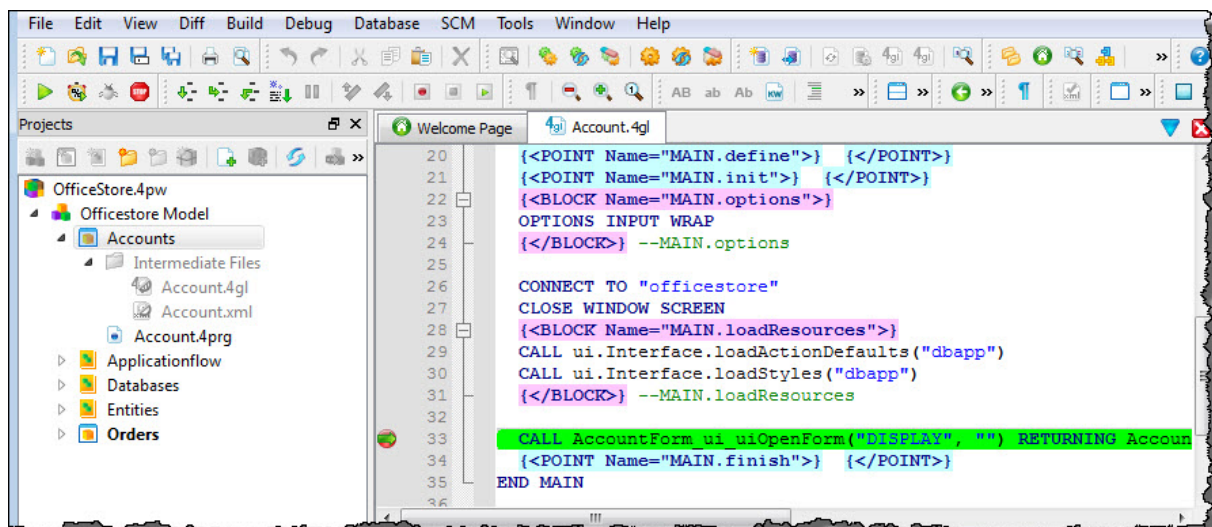 File Edit View Diff Build Debug Database SCM Tools Window Help
AB ab Ab KW
Projects
OfficeStore.4pw
Officestore Model
Accounts
Intermediate Files
Account.4gl
Account.xml
Account.4prg
Applicationflow
Databases
Entities
Orders
Welcome Page Account.4gl
20 {<POINT Name="MAIN.define">} {</POINT>}
21 {<POINT Name="MAIN.init">} {</POINT>}
22 {<BLOCK Name="MAIN.options">}
23 OPTIONS INPUT WRAP
24 {</BLOCK>} --MAIN.options
25
26 CONNECT TO "officestore"
27 CLOSE WINDOW SCREEN
28 {<BLOCK Name="MAIN.loadResources">}
29 CALL ui.Interface.loadActionDefaults("dbapp")
30 CALL ui.Interface.loadStyles("dbapp")
31 {</BLOCK>} --MAIN.loadResources
32
33 CALL AccountForm_ui_uiOpenForm("DISPLAY", "") RETURNING Accoun
34 {<POINT Name="MAIN.finish">} {</POINT>}
35 END MAIN
36